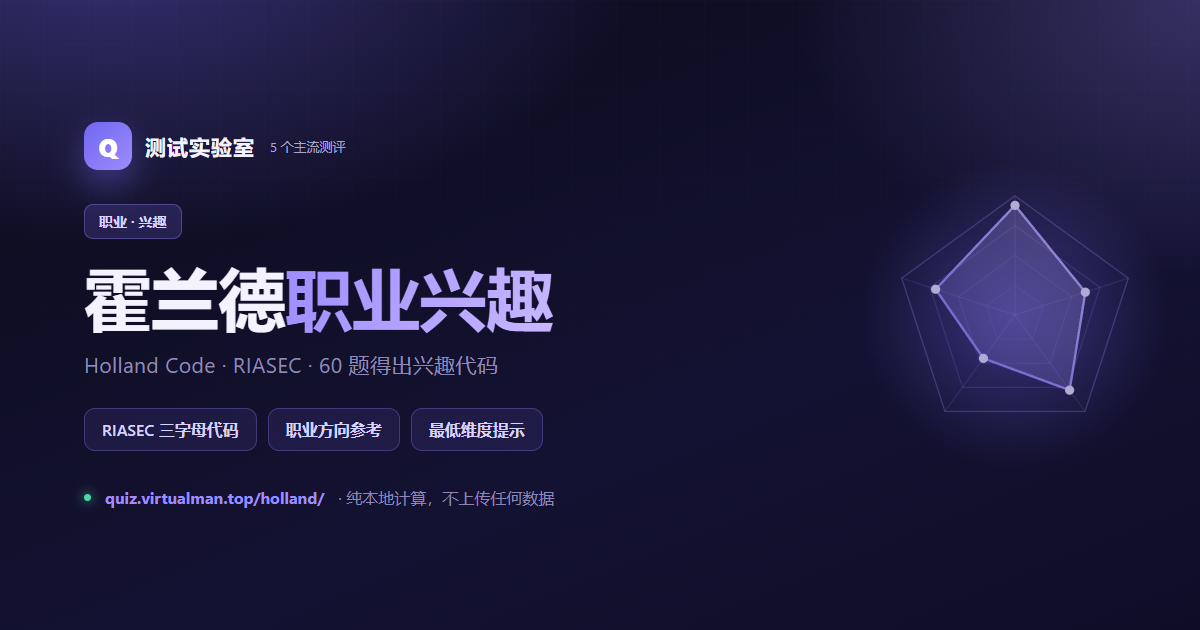 Q 测试实验室 5 个主流测评
职业 · 兴趣
霍兰德职业兴趣
Holland Code · RIASEC · 60 题得出兴趣代码
RIASEC 三字母代码 职业方向参考 最低维度提示
quiz.virtualman.top/holland/ · 纯本地计算，不上传任何数据